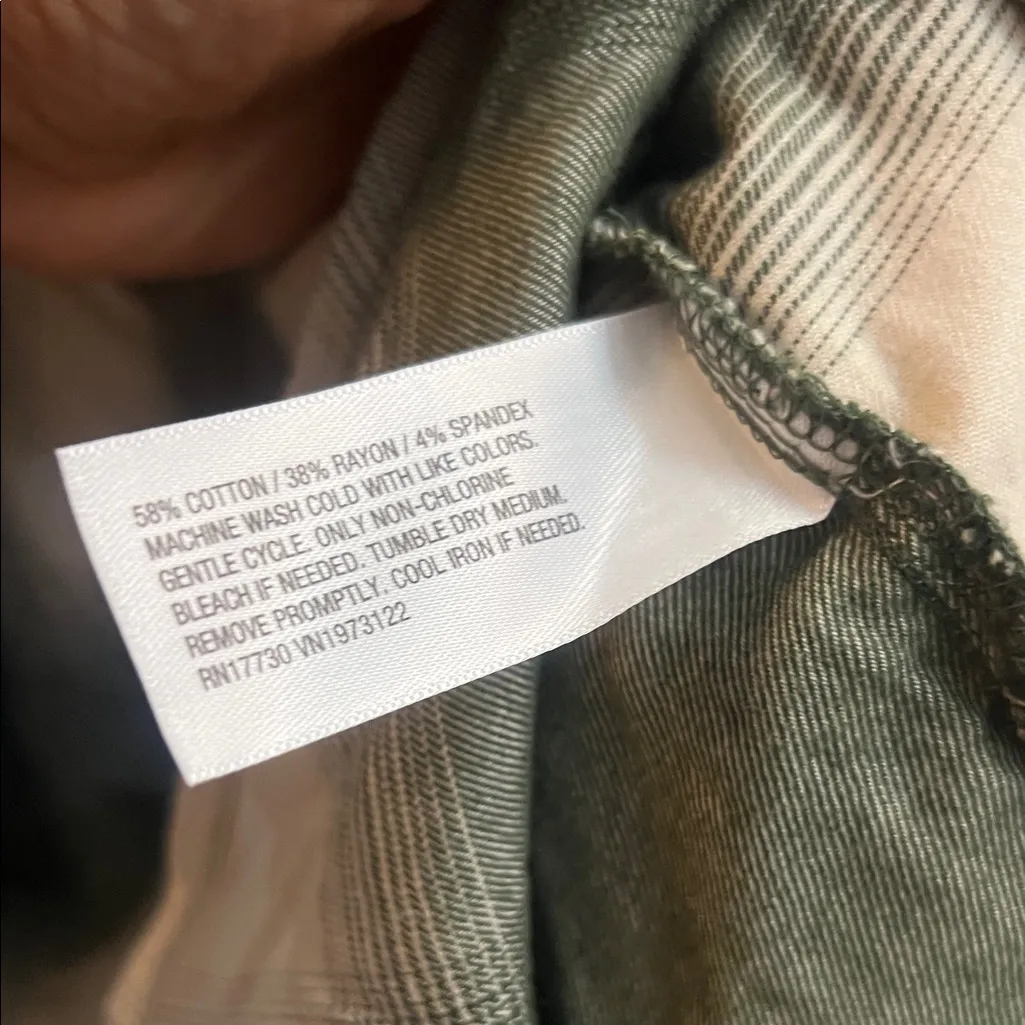 58% COTTON / 38% RAYON / 4% SPANDEX
MACHINE WASH COLD WITH LIKE COLORS.
GENTLE CYCLE. ONLY NON-CHLORINE
BLEACH IF NEEDED. TUMBLE DRY MEDIUM.
REMOVE PROMPTLY. COOL IRON IF NEEDED.
RN17730 VN1973122